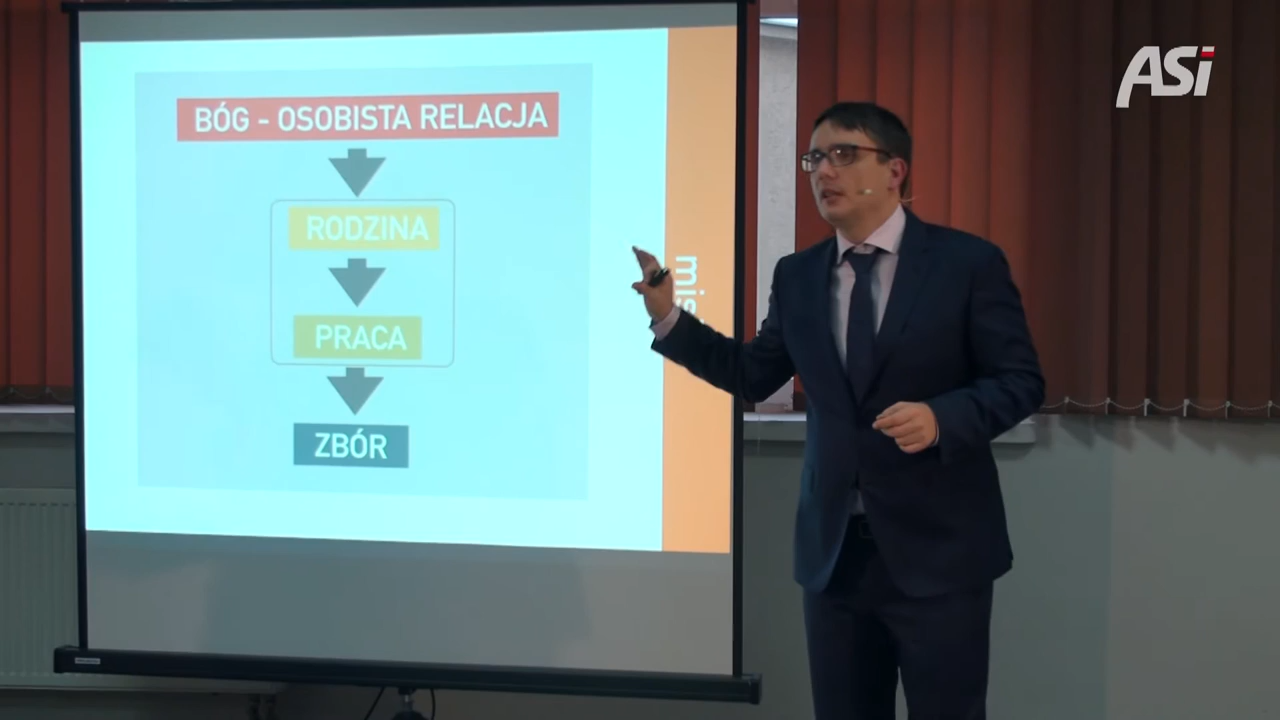 BÓG - OSOBISTA RELACJA
RODZINA
PRACA
ZBÓR
ASi